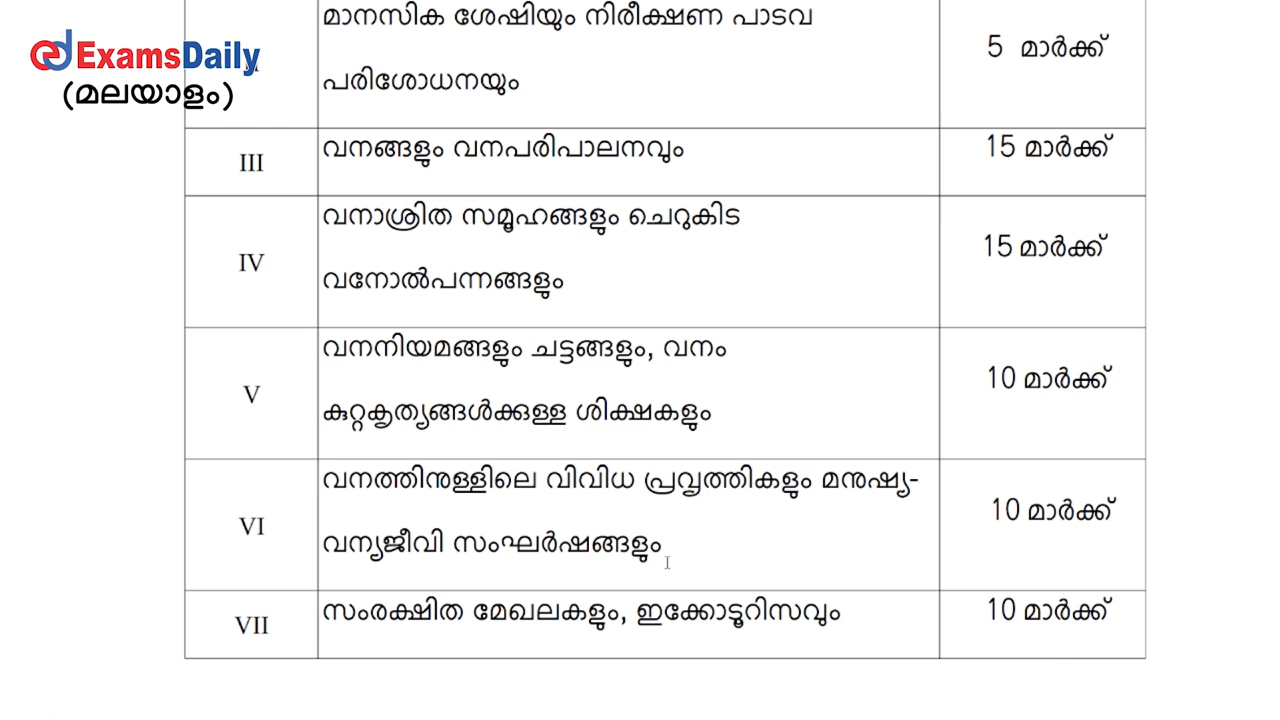 മാനസിക ശേഷിയും നിരീക്ഷണ പാടവ
5 മാർക്ക്
ExamsDaily
(മലയാളം)
പരിശോധനയും
III വനങ്ങളും വനപരിപാലനവും 15 മാർക്ക്
വനാശ്രിത സമൂഹങ്ങളും ചെറുകിട
IV 15 മാർക്ക്
വനോൽപന്നങ്ങളും
വനനിയമങ്ങളും ചട്ടങ്ങളും, വനം
V 10 മാർക്ക്
കുറ്റകൃത്യങ്ങൾക്കുള്ള ശിക്ഷകളും
വനത്തിനുള്ളിലെ വിവിധ പ്രവൃത്തികളും മനുഷ്യ-
VI 10 മാർക്ക്
വന്യജീവി സംഘർഷങ്ങളും
VII സംരക്ഷിത മേഖലകളും, ഇക്കോടൂറിസവും 10 മാർക്ക്